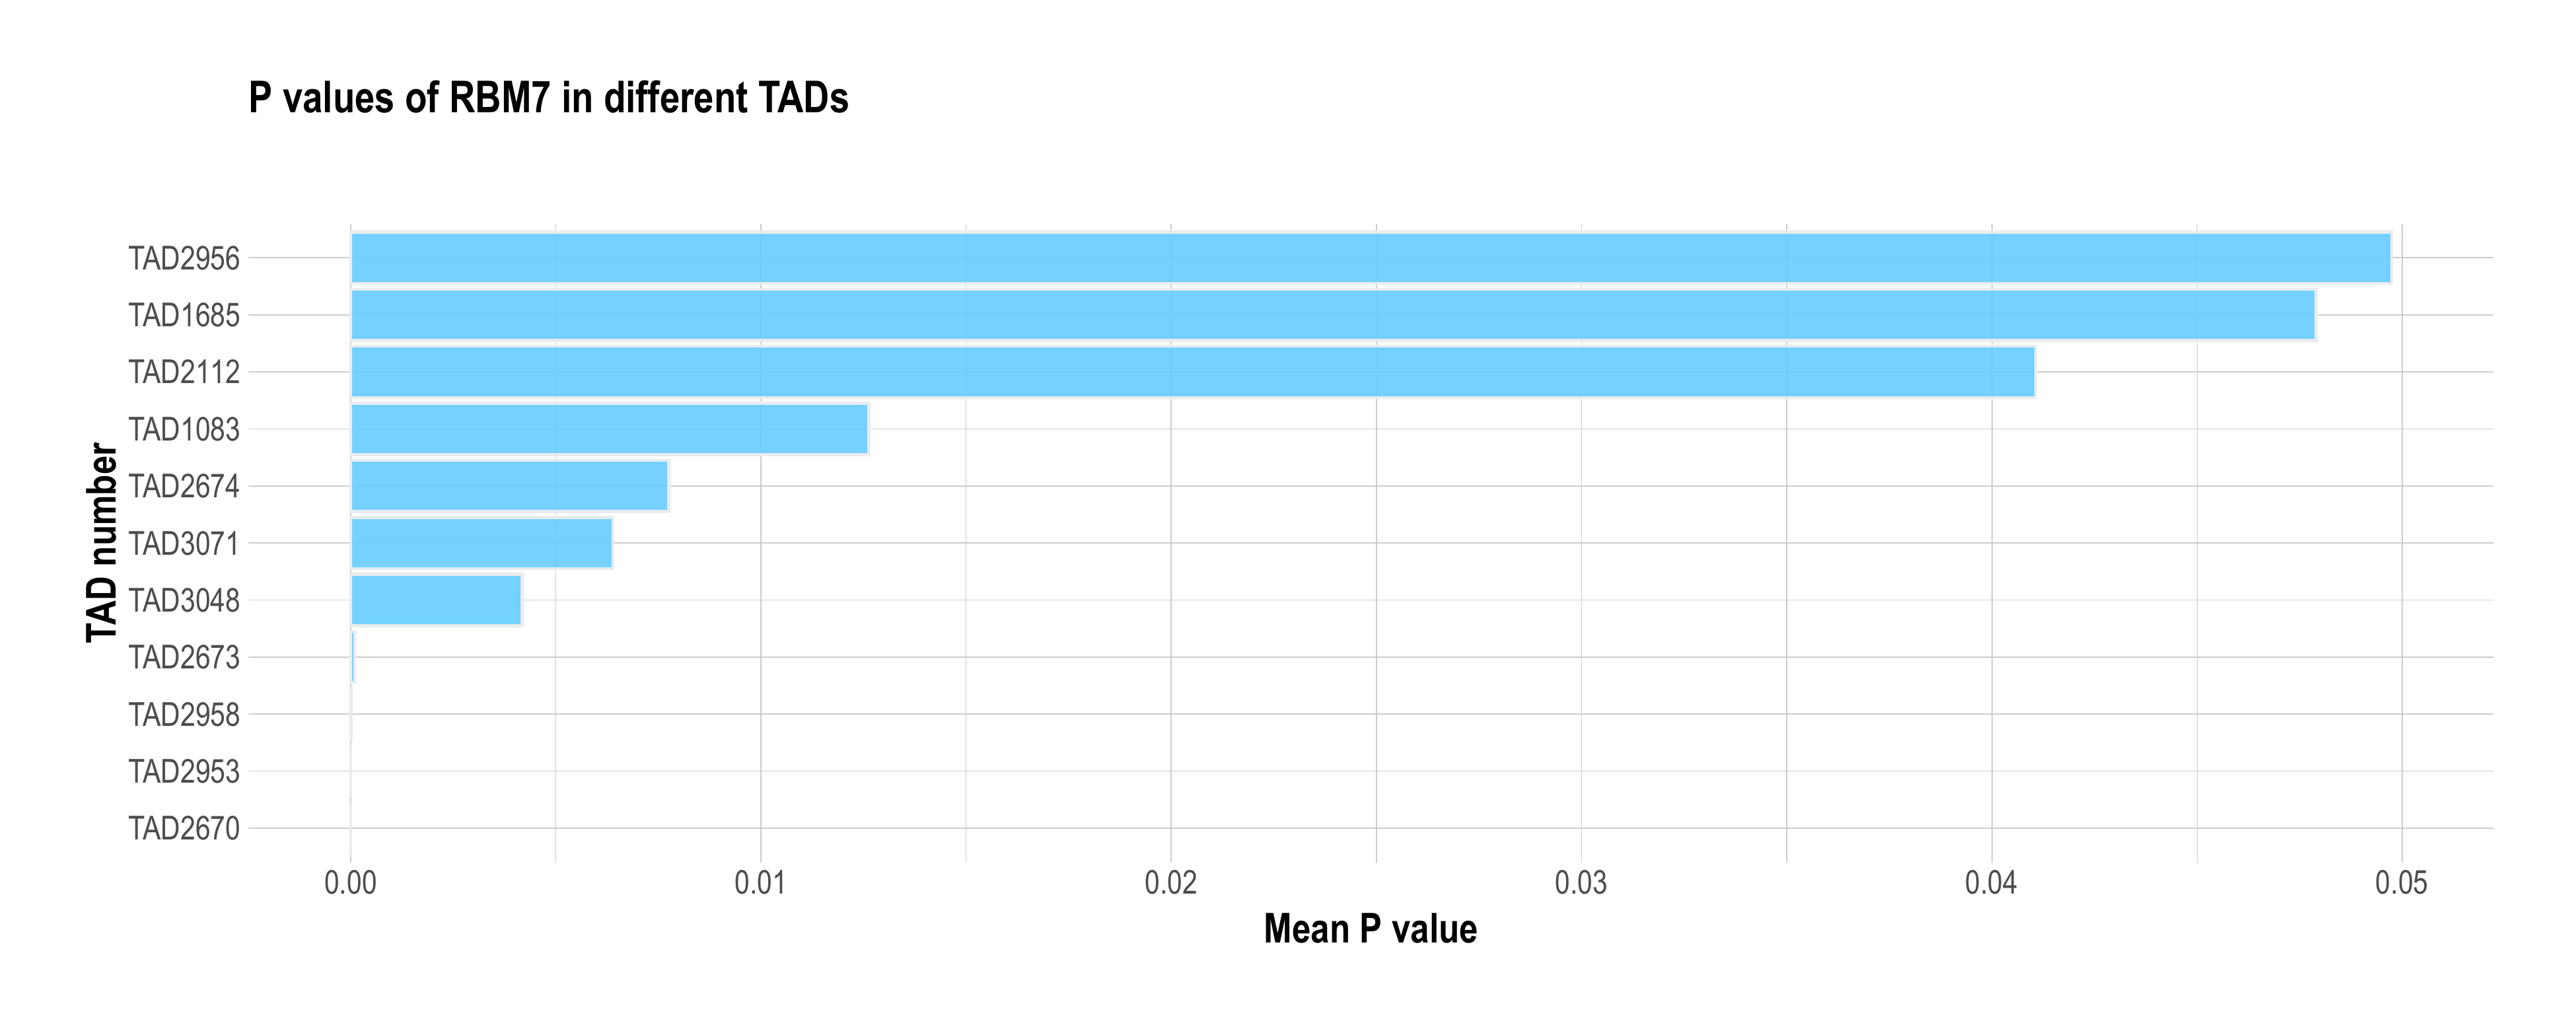 P values of RBM7 in different TADs
TAD number
TAD2956
TAD1685
TAD2112
TAD1083
TAD2674
TAD3071
TAD3048
TAD2673
TAD2958
TAD2953
TAD2670
0.00 0.01 0.02 0.03 0.04 0.05
Mean P value